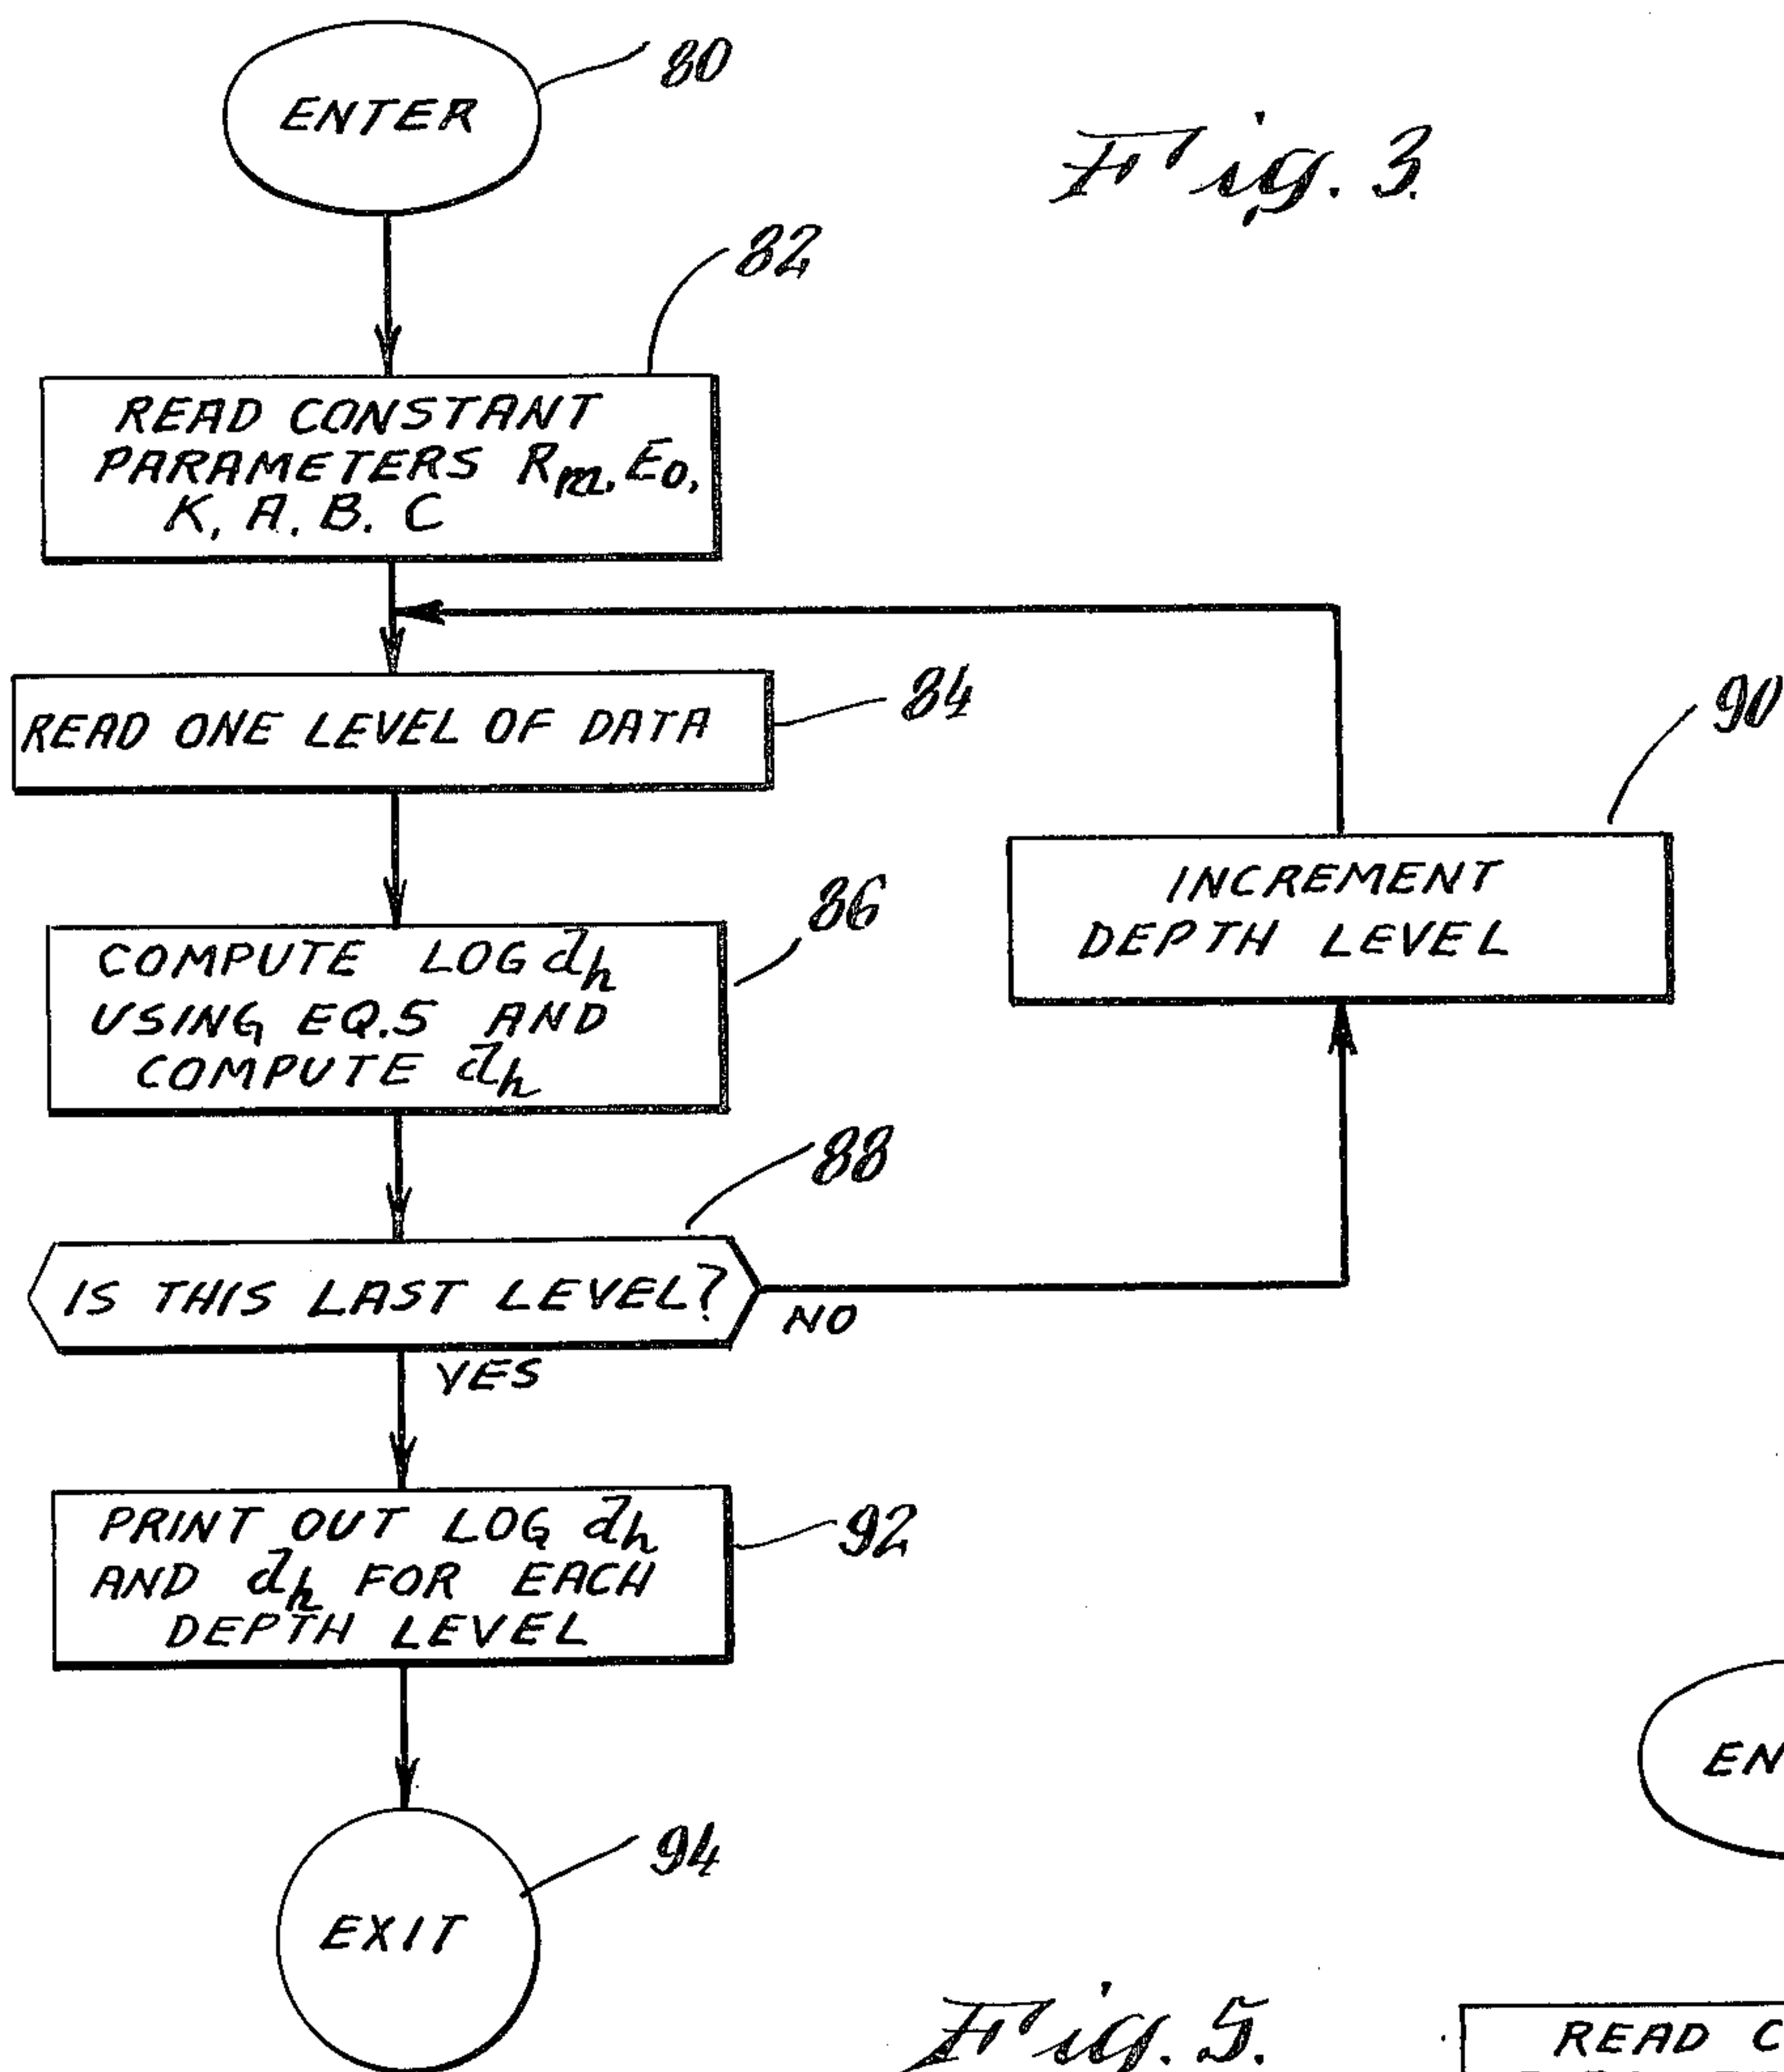 ENTER
80
Fig. 3.
82
READ CONSTANT
PARAMETERS Rm, Eo,
K, A, B, C
READ ONE LEVEL OF DATA
84
90
INCREMENT
DEPTH LEVEL
86
COMPUTE LOG dh
USING EQ.5 AND
COMPUTE dh
88
IS THIS LAST LEVEL?
NO
YES
PRINT OUT LOG dh
AND dh FOR EACH
DEPTH LEVEL
92
EN
94
EXIT
Fig. 5.
READ C